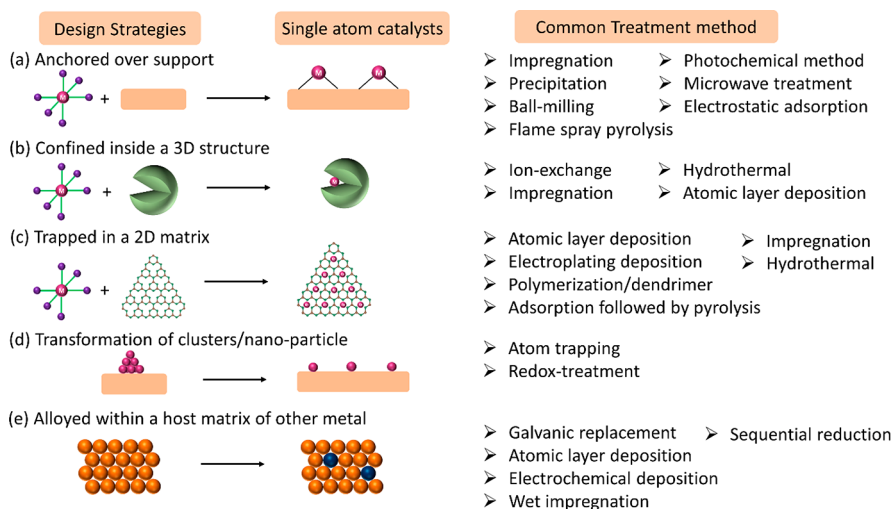 Design Strategies
Single atom catalysts
Common Treatment method
(a) Anchored over support
M
+
M
M
➢ Impregnation
➢ Photochemical method
➢ Precipitation
➢ Microwave treatment
➢ Ball-milling
➢ Electrostatic adsorption
➢ Flame spray pyrolysis
(b) Confined inside a 3D structure
M
+
M
➢ Ion-exchange
➢ Hydrothermal
➢ Impregnation
➢ Atomic layer deposition
(c) Trapped in a 2D matrix
M
+
➢ Atomic layer deposition
➢ Impregnation
➢ Electroplating deposition
➢ Hydrothermal
➢ Polymerization/dendrimer
➢ Adsorption followed by pyrolysis
(d) Transformation of clusters/nano-particle
➢ Atom trapping
➢ Redox-treatment
(e) Alloyed within a host matrix of other metal
➢ Galvanic replacement
➢ Sequential reduction
➢ Atomic layer deposition
➢ Electrochemical deposition
➢ Wet impregnation